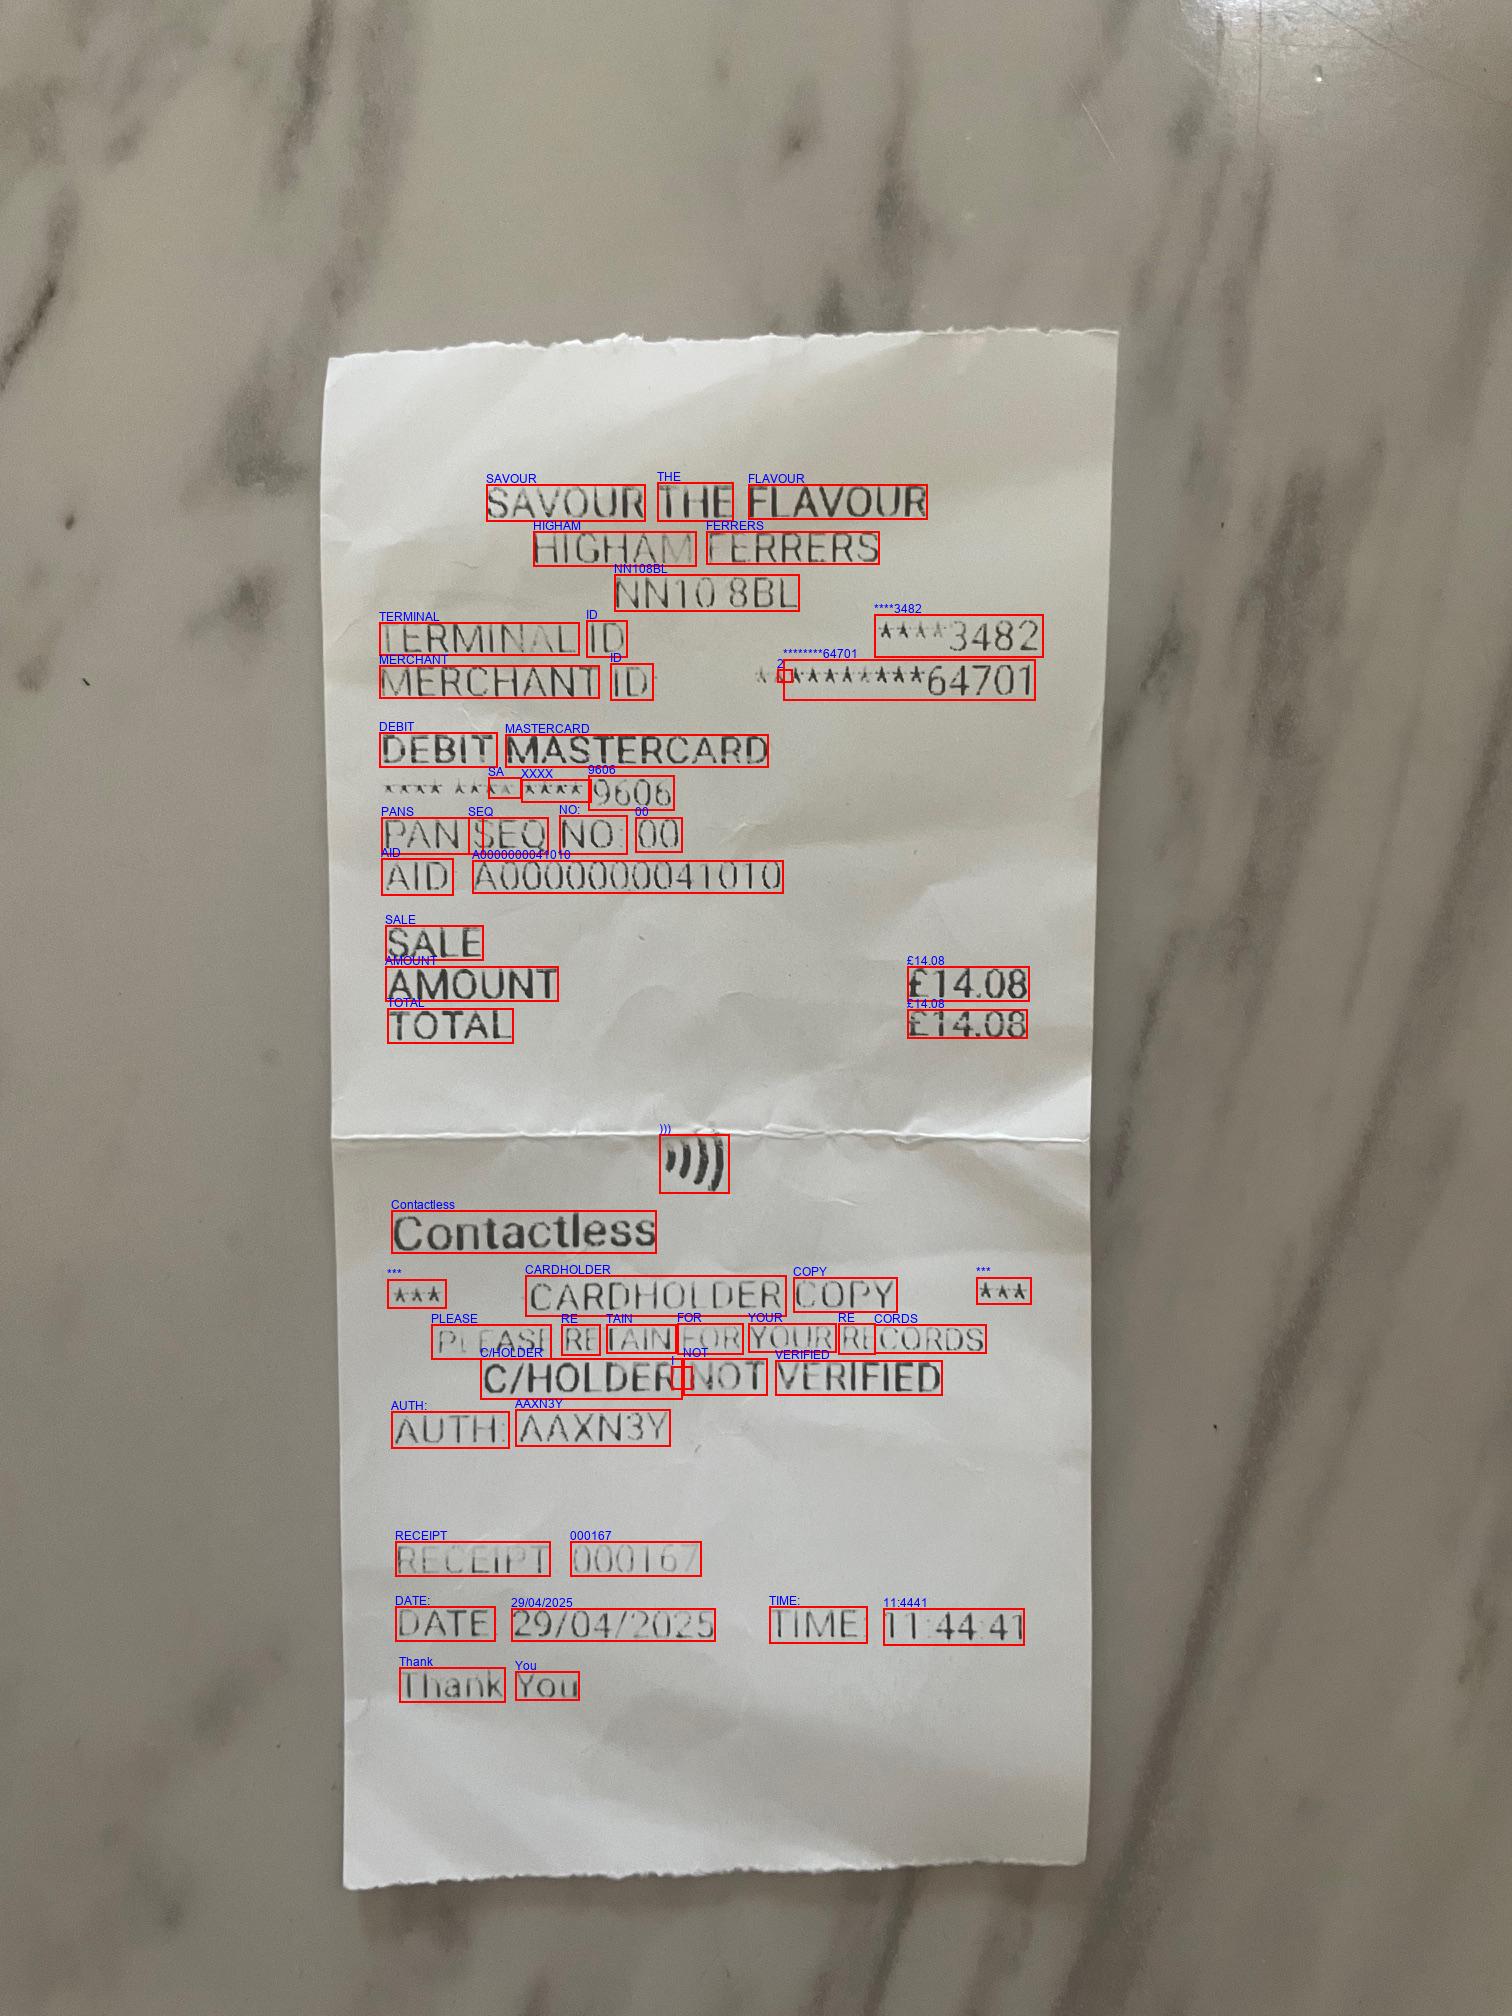 SAVOUR THE FLAVOUR
HIGHAM FERRERS
NN10 8BL
TERMINAL ID ****3482
MERCHANT ID: **********64701
DEBIT MASTERCARD
**** **** **** 9606
PAN SEQ NO: 00
AID: A0000000041010
SALE
AMOUNT £14.08
TOTAL £14.08
Contactless
*** CARDHOLDER COPY ***
PLEASE RETAIN FOR YOUR RECORDS
C/HOLDER NOT VERIFIED
AUTH: AAXN3Y
RECEIPT 000167
DATE 29/04/2025 TIME 11:44:41
Thank You